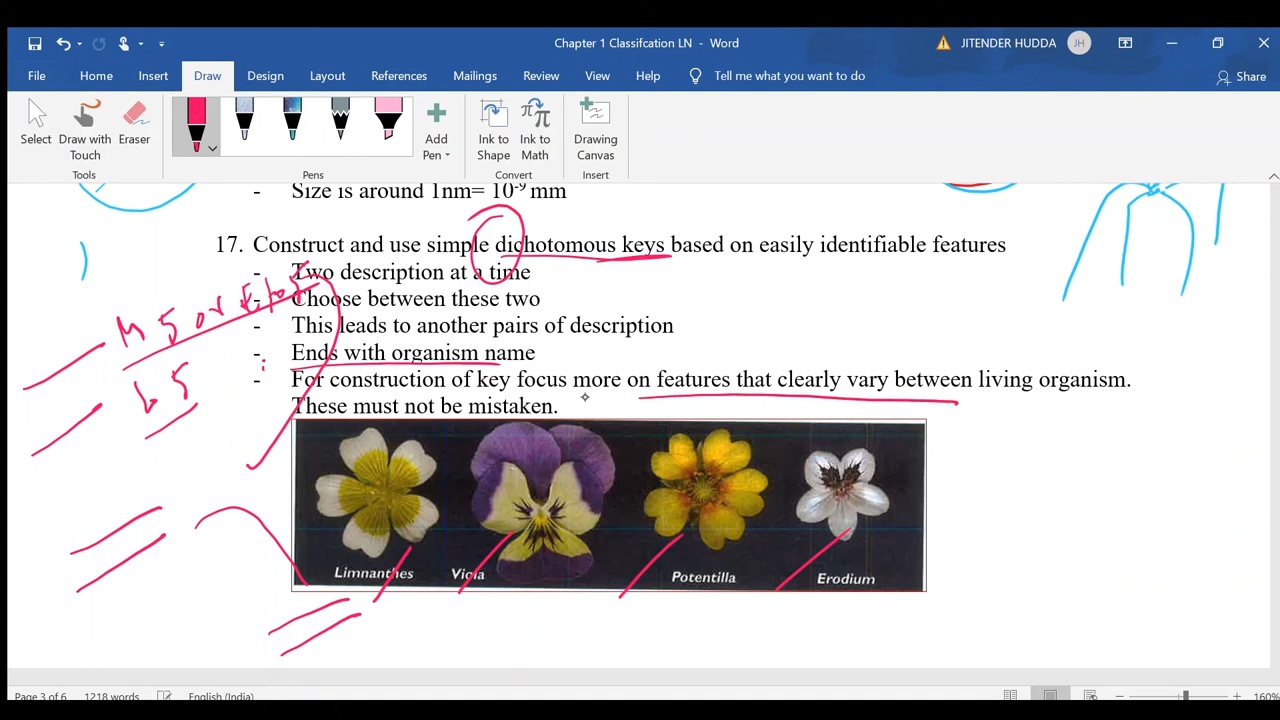 Chapter 1 Classifcation LN - Word
JITENDER HUDDA
JH
File Home Insert Draw Design Layout References Mailings Review View Help Tell me what you want to do
Share
Select
Draw with Touch
Eraser
Add Pen
Ink to Shape
Ink to Math
Drawing Canvas
Tools Pens Convert Insert
- Size is around 1nm= 10⁻⁹ mm
17. Construct and use simple dichotomous keys based on easily identifiable features
- Two description at a time
- Choose between these two
- This leads to another pairs of description
- Ends with organism name
- For construction of key focus more on features that clearly vary between living organism.
These must not be mistaken.
M 5 or
5
Limnanthes Viola Potentilla Erodium
Page 3 of 6 1218 words English (India) 160%